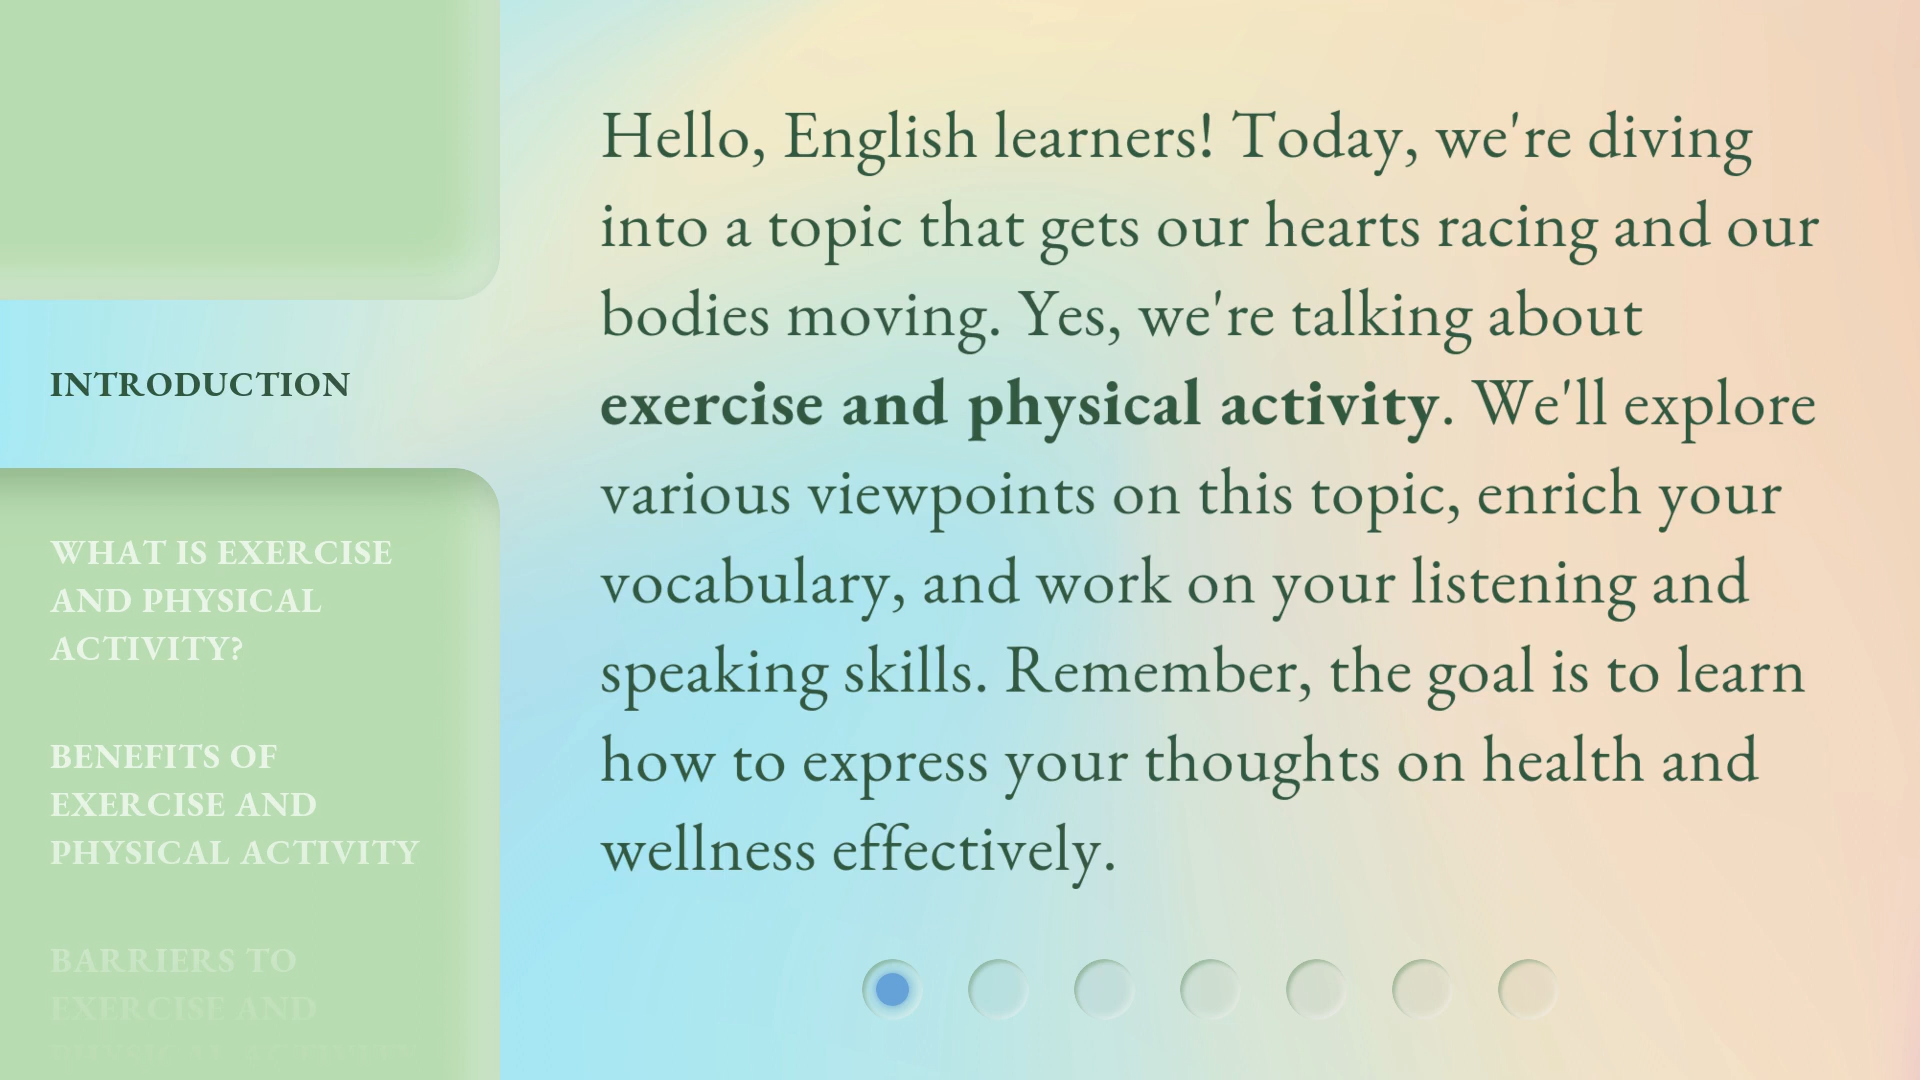 INTRODUCTION
WHAT IS EXERCISE
AND PHYSICAL
ACTIVITY?
BENEFITS OF
EXERCISE AND
PHYSICAL ACTIVITY
BARRIERS TO
EXERCISE AND
PHYSICAL ACTIVITY
Hello, English learners! Today, we're diving
into a topic that gets our hearts racing and our
bodies moving. Yes, we're talking about
exercise and physical activity. We'll explore
various viewpoints on this topic, enrich your
vocabulary, and work on your listening and
speaking skills. Remember, the goal is to learn
how to express your thoughts on health and
wellness effectively.